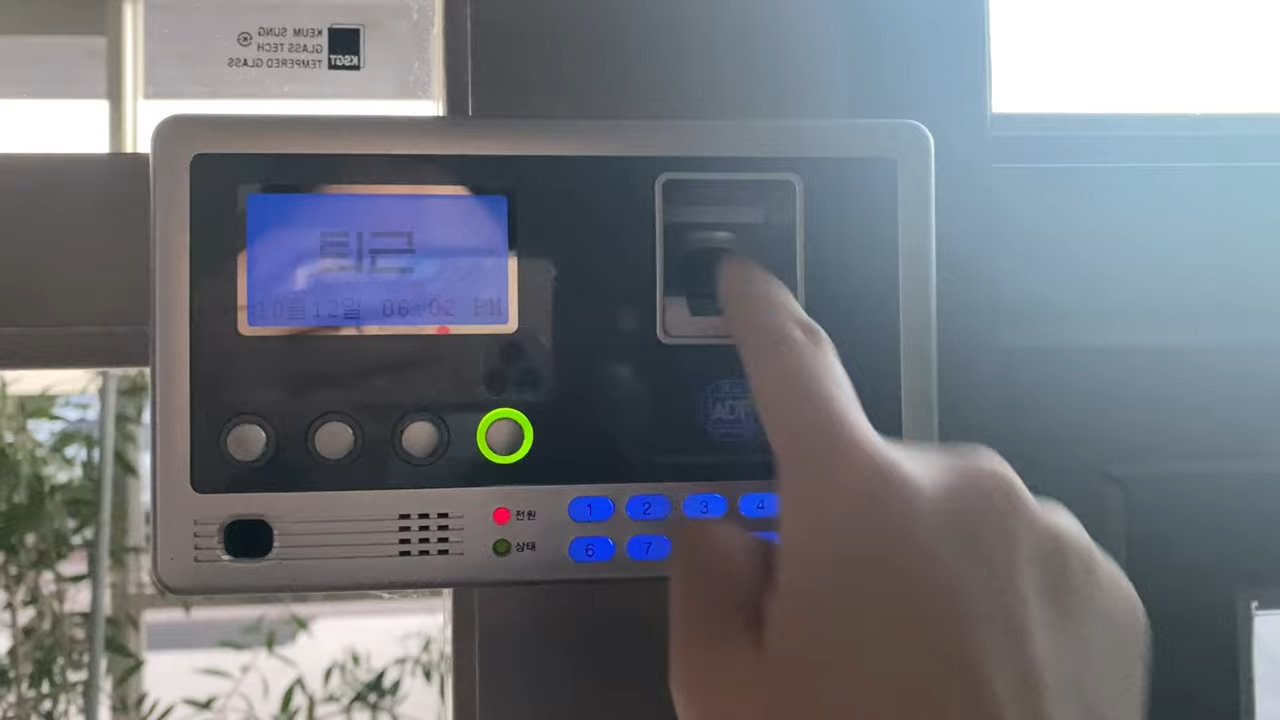 KEUM SUNG
GLASS TECH
TEMPERED GLASS
KSGT
퇴근
10월12일 06:02 PM
ADT
전원
상태
1 2 3 4
6 7